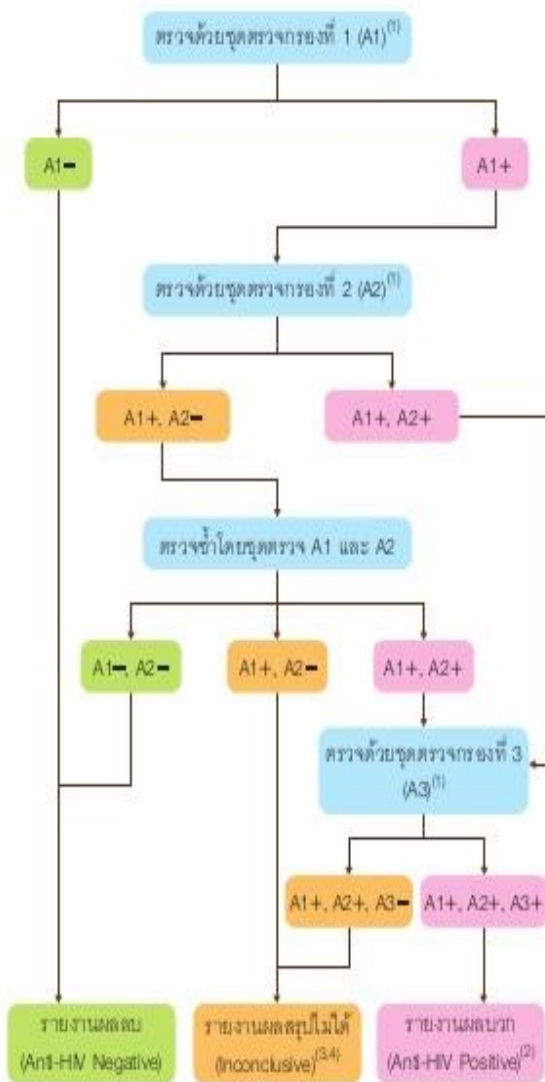 ตรวจด้วยชุดตรวจกรองที่ 1 (A1)(1)
A1−
A1+
ตรวจด้วยชุดตรวจกรองที่ 2 (A2)(1)
A1+, A2−
A1+, A2+
ตรวจซ้ำโดยชุดตรวจ A1 และ A2
A1−, A2−
A1+, A2−
A1+, A2+
ตรวจด้วยชุดตรวจกรองที่ 3
(A3)(1)
A1+, A2+, A3−
A1+, A2+, A3+
รายงานผลลบ
(Anti-HIV Negative)
รายงานผลสรุปไม่ได้
(Inconclusive)(3,4)
รายงานผลบวก
(Anti-HIV Positive)(2)